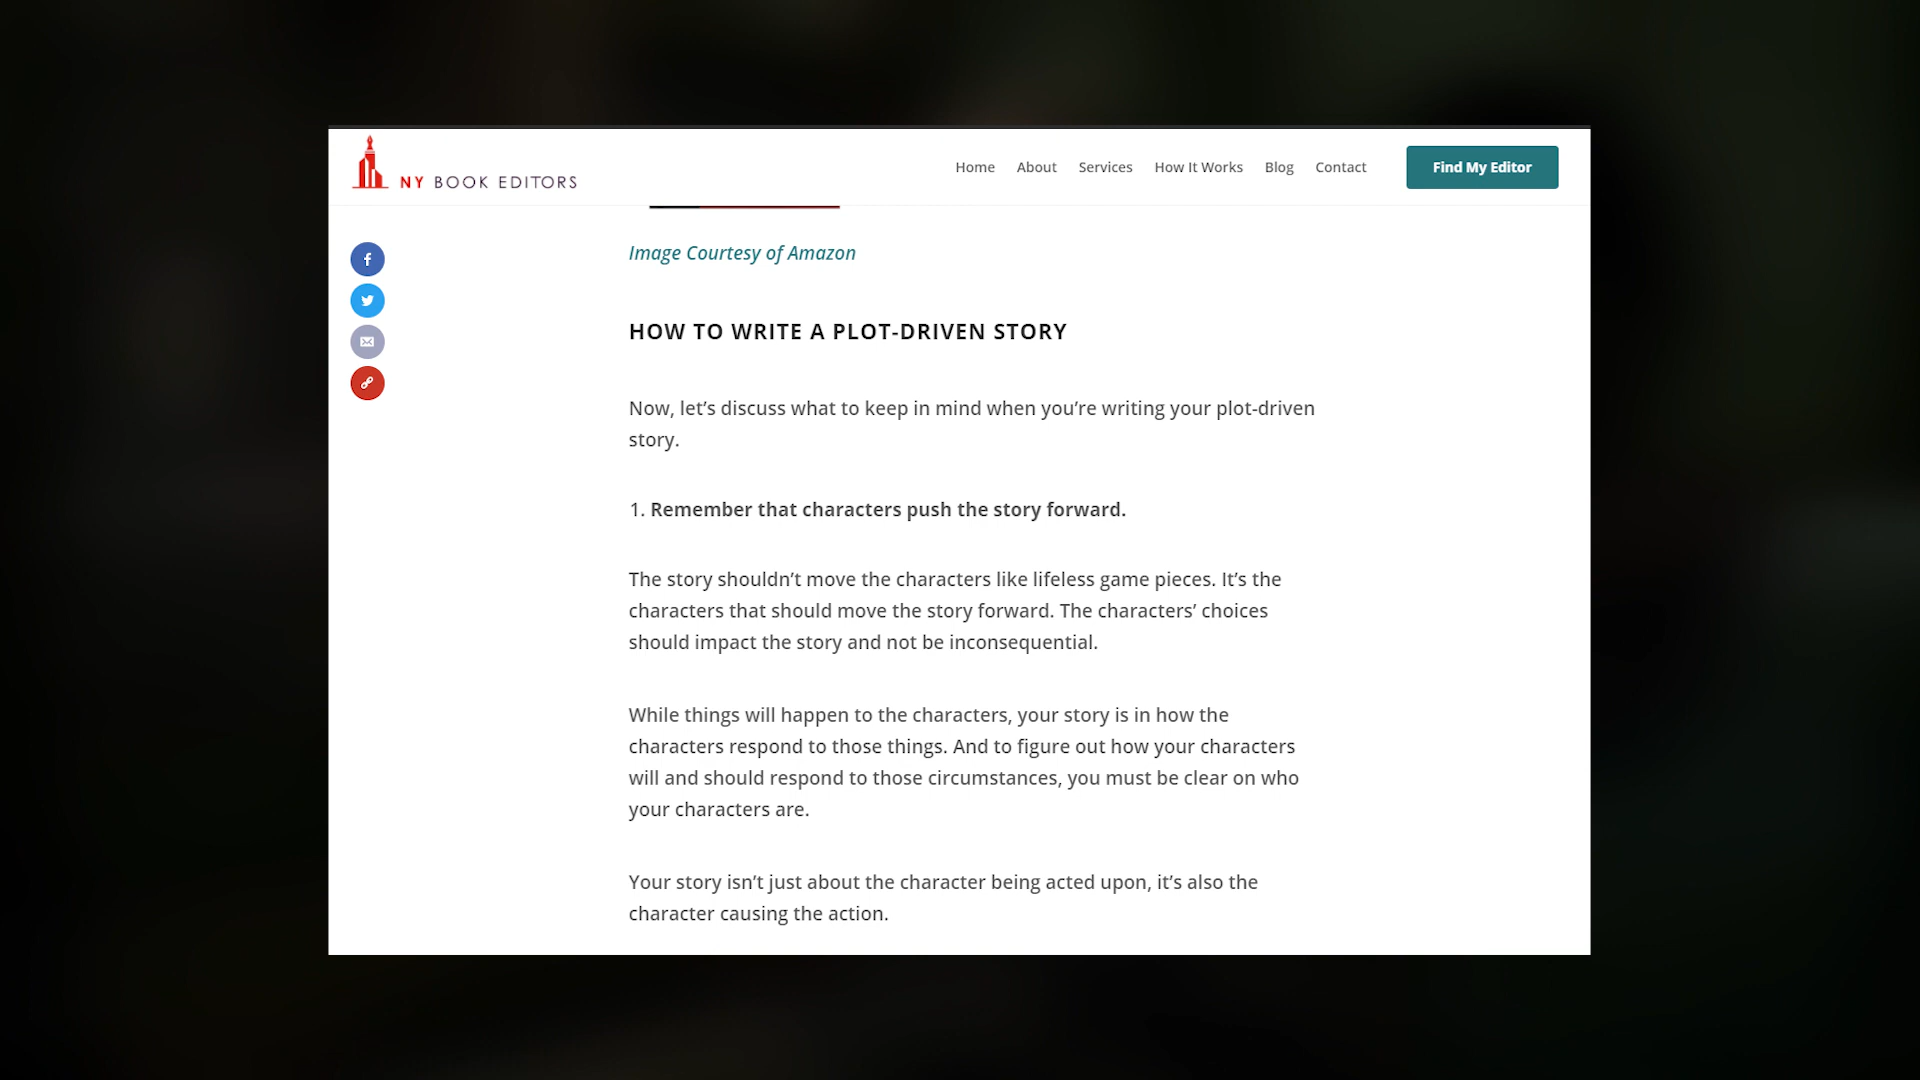 NY BOOK EDITORS
Home About Services How It Works Blog Contact Find My Editor
Image Courtesy of Amazon
HOW TO WRITE A PLOT-DRIVEN STORY
Now, let’s discuss what to keep in mind when you’re writing your plot-driven
story.
1. Remember that characters push the story forward.
The story shouldn’t move the characters like lifeless game pieces. It’s the
characters that should move the story forward. The characters’ choices
should impact the story and not be inconsequential.
While things will happen to the characters, your story is in how the
characters respond to those things. And to figure out how your characters
will and should respond to those circumstances, you must be clear on who
your characters are.
Your story isn’t just about the character being acted upon, it’s also the
character causing the action.